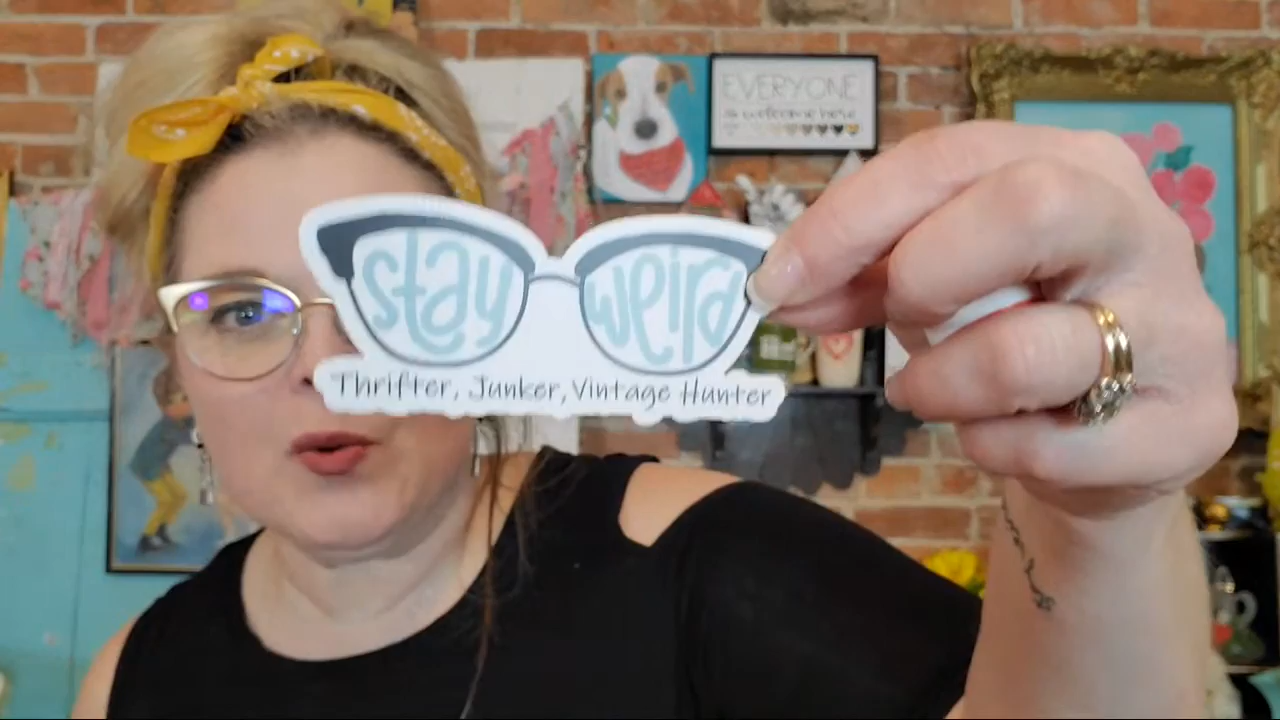 EVERYONE
is welcome here
stay weird
Thrifter, Junker, Vintage Hunter